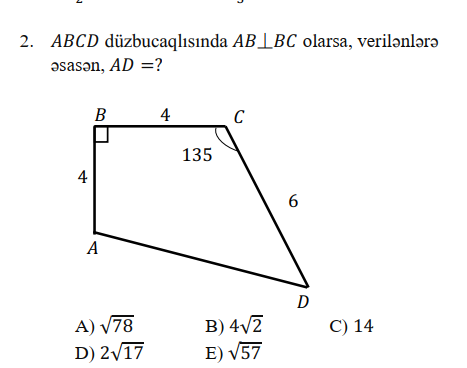 2. ABCD düzbucaqlısında AB⊥BC olarsa, verilənlərə
əsasən, AD =?
B 4 C
135
4
6
A
D
A) √78 B) 4√2 C) 14
D) 2√17 E) √57